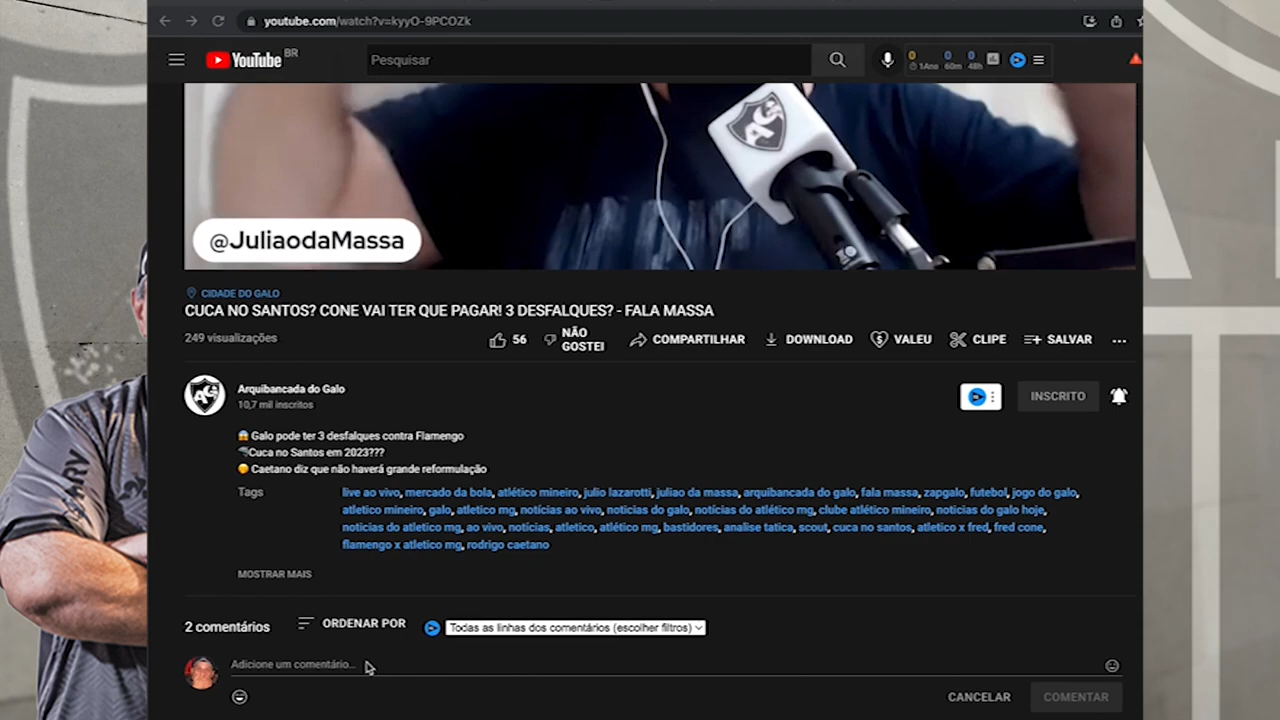 youtube.com/watch?v=kyyO-9PCOZk
YouTube BR
Pesquisar
0 0 0
1Ano 60m 48h
AG
@JuliaodaMassa
CIDADE DO GALO
CUCA NO SANTOS? CONE VAI TER QUE PAGAR! 3 DESFALQUES? - FALA MASSA
249 visualizações
56
NÃO GOSTEI
COMPARTILHAR
DOWNLOAD
VALEU
CLIPE
SALVAR
Arquibancada do Galo
10,7 mil inscritos
INSCRITO
Galo pode ter 3 desfalques contra Flamengo
Cuca no Santos em 2023???
Caetano diz que não haverá grande reformulação
Tags live ao vivo, mercado da bola, atlético mineiro, julio lazarotti, juliao da massa, arquibancada do galo, fala massa, zapgalo, futebol, jogo do galo,
atletico mineiro, galo, atletico mg, notícias ao vivo, noticias do galo, notícias do atlético mg, clube atlético mineiro, noticias do galo hoje,
noticias do atletico mg, ao vivo, notícias, atletico, atlético mg, bastidores, analise tatica, scout, cuca no santos, atletico x fred, fred cone,
flamengo x atletico mg, rodrigo caetano
MOSTRAR MAIS
2 comentários
ORDENAR POR
Todas as linhas dos comentários (escolher filtros)
Adicione um comentário...
CANCELAR
COMENTAR